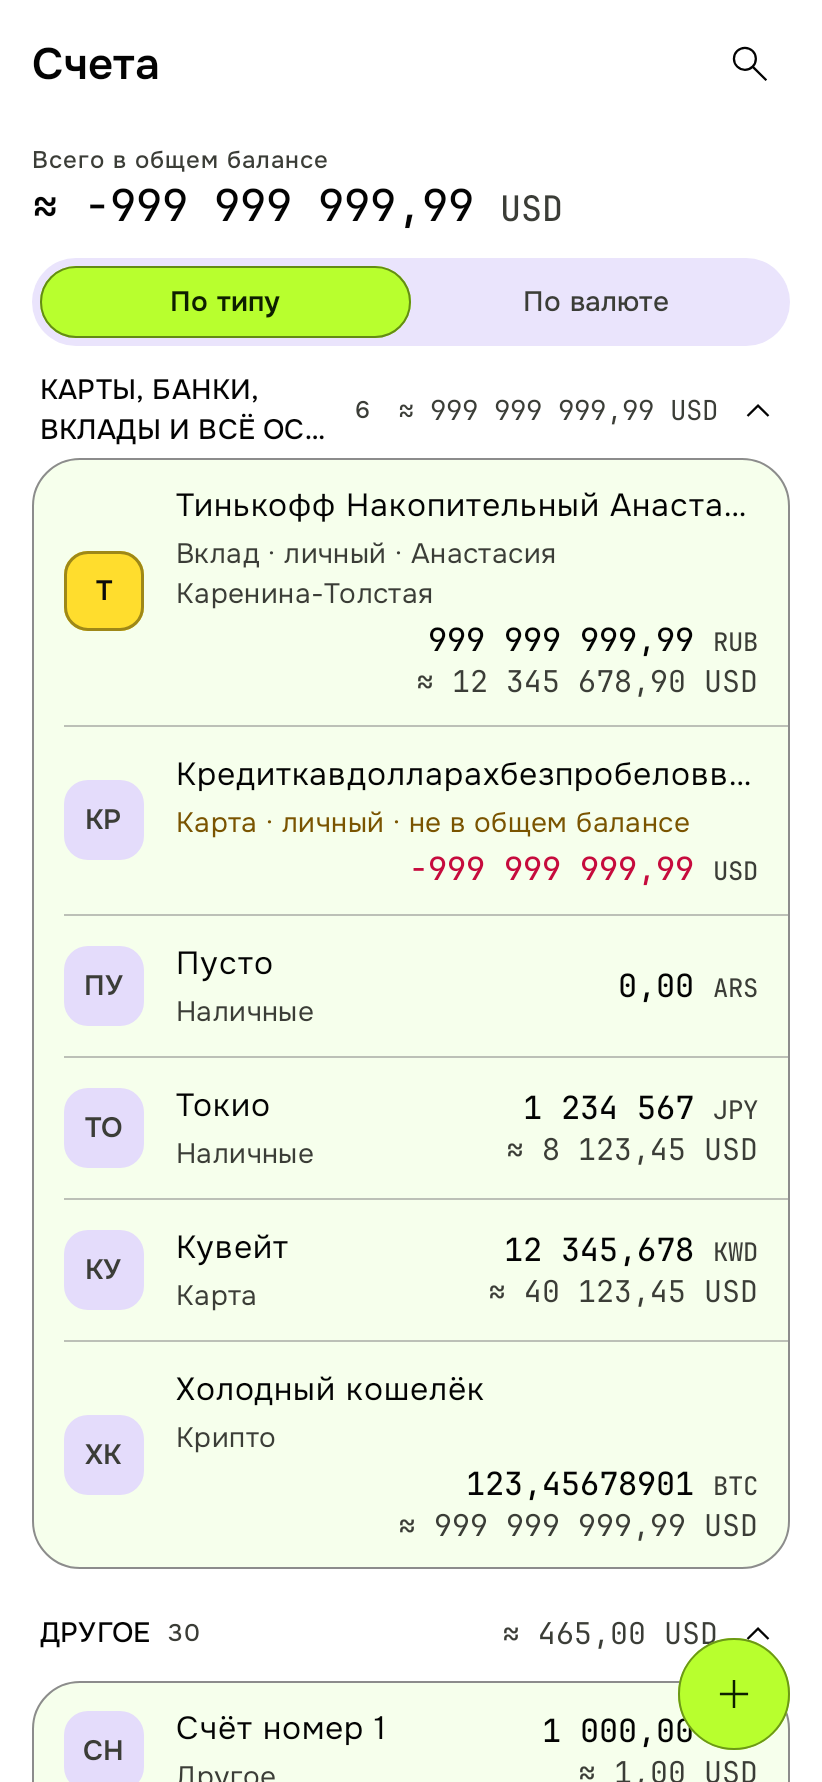 Счета
Всего в общем балансе
≈ -999 999 999,99 USD
По типу
По валюте
КАРТЫ, БАНКИ,
ВКЛАДЫ И ВСЁ ОС…
6 ≈ 999 999 999,99 USD
Тинькофф Накопительный Анаста…
Вклад · личный · Анастасия
Каренина-Толстая
Т
999 999 999,99 RUB
≈ 12 345 678,90 USD
Кредиткавдолларахбезпробеловв…
КР
Карта · личный · не в общем балансе
-999 999 999,99 USD
Пусто
ПУ
0,00 ARS
Наличные
Токио
1 234 567 JPY
ТО
Наличные
≈ 8 123,45 USD
Кувейт
12 345,678 KWD
КУ
Карта
≈ 40 123,45 USD
Холодный кошелёк
Крипто
ХК
123,45678901 BTC
≈ 999 999 999,99 USD
ДРУГОЕ 30
≈ 465,00 USD
Счёт номер 1
1 000,00
СН
Другое
≈ 1,00 USD